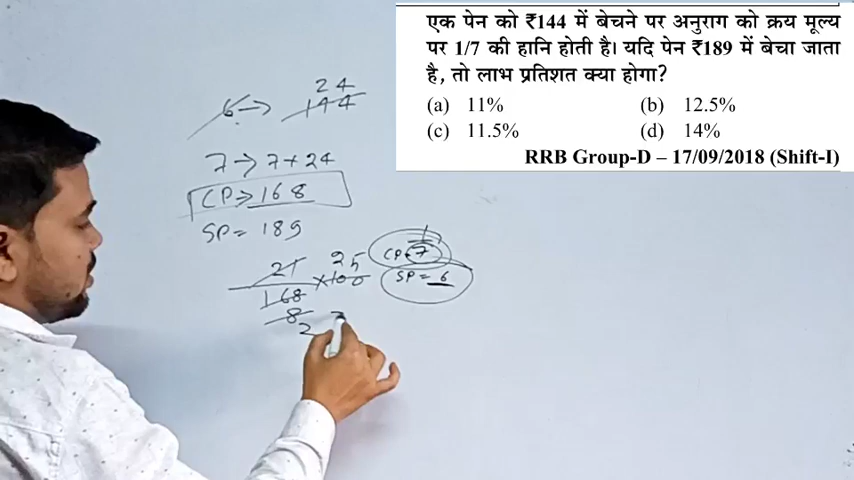 एक पेन को ₹144 में बेचने पर अनुराग को क्रय मूल्य
पर 1/7 की हानि होती है। यदि पेन ₹189 में बेचा जाता
है, तो लाभ प्रतिशत क्या होगा?
(a) 11% (b) 12.5%
(c) 11.5% (d) 14%
RRB Group-D – 17/09/2018 (Shift-I)
24
6 → 144
7 → 7 × 24
CP → 168
SP = 189
21 25
168 × 100
8
2
1
CP = 7
SP = 6